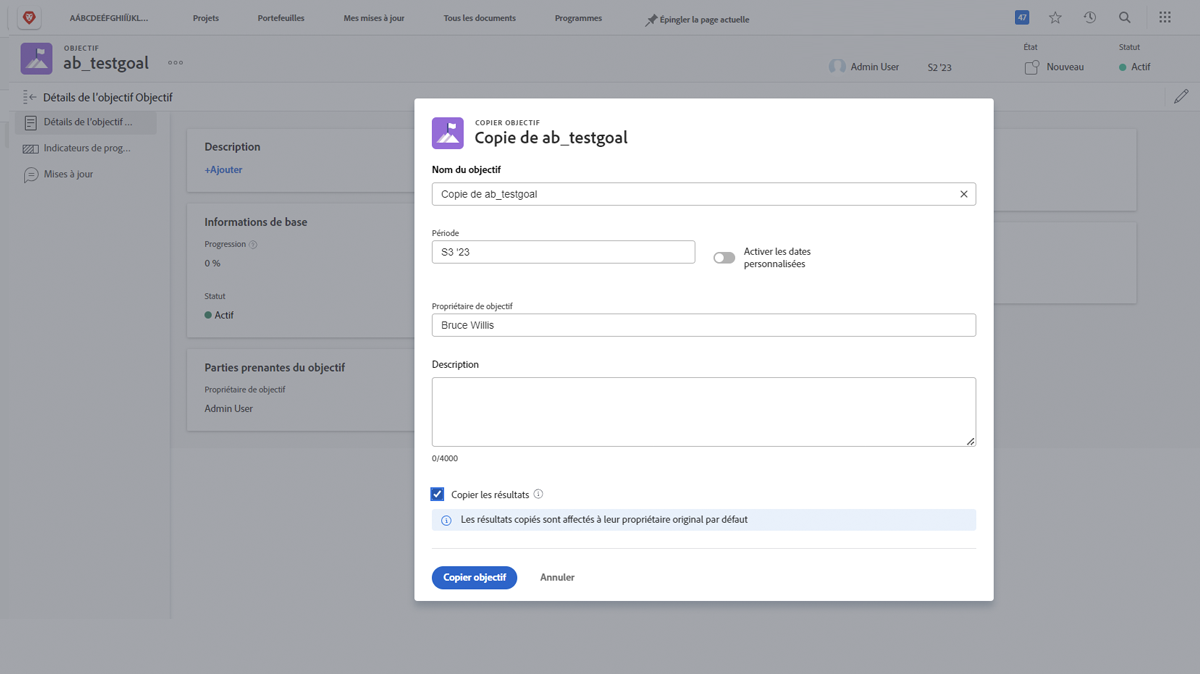 AÁBCDEÉFGHIÍÌJKL...
Projets
Portefeuilles
Mes mises à jour
Tous les documents
Programmes
Épingler la page actuelle
47
OBJECTIF
ab_testgoal
Admin User
S2 '23
État
Nouveau
Statut
Actif
Détails de l'objectif Objectif
Détails de l'objectif ...
Indicateurs de prog...
Mises à jour
Description
+Ajouter
Informations de base
Progression
0 %
Statut
Actif
Parties prenantes du objectif
Propriétaire de objectif
Admin User
COPIER OBJECTIF
Copie de ab_testgoal
Nom du objectif
Copie de ab_testgoal
Période
S3 '23
Activer les dates
personnalisées
Propriétaire de objectif
Bruce Willis
Description
0/4000
Copier les résultats
Les résultats copiés sont affectés à leur propriétaire original par défaut
Copier objectif
Annuler